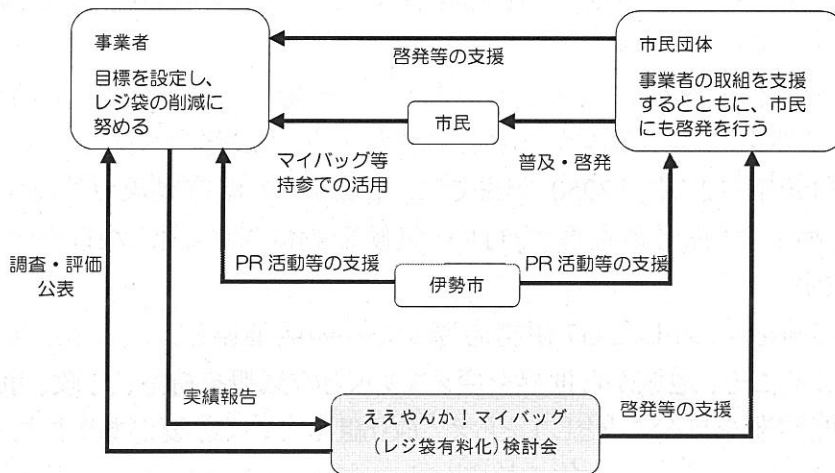 事業者
目標を設定し、
レジ袋の削減に
努める
啓発等の支援
市民団体
事業者の取組を支援
するとともに、市民
にも啓発を行う
市民
マイバッグ等
持参での活用
普及・啓発
調査・評価
公表
PR 活動等の支援
伊勢市
PR 活動等の支援
実績報告
ええやんか！マイバッグ
（レジ袋有料化）検討会
啓発等の支援